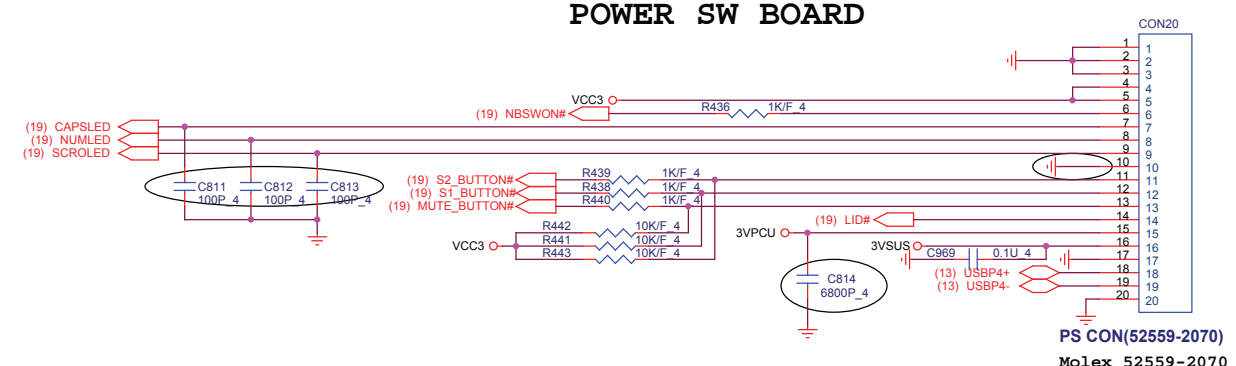 POWER SW BOARD
CON20
1 1
2 2
3 3
4 4
VCC3 5 5
(19) NBSWON# R436 1K/F_4 6 6
(19) CAPSLED 7 7
(19) NUMLED 8 8
(19) SCROLED 9 9
10 10
(19) S2_BUTTON# R439 1K/F_4 11 11
(19) S1_BUTTON# R438 1K/F_4 12 12
(19) MUTE_BUTTON# R440 1K/F_4 13 13
(19) LID# 14 14
3VPCU 15 15
3VSUS 16 16
C969 0.1U_4 17 17
(13) USBP4+ 18 18
(13) USBP4- 19 19
20 20
C811 C812 C813
100P_4 100P_4 100P_4
R442 10K/F_4
VCC3 R441 10K/F_4
R443 10K/F_4
C814
6800P_4
PS CON(52559-2070)
Molex 52559-2070